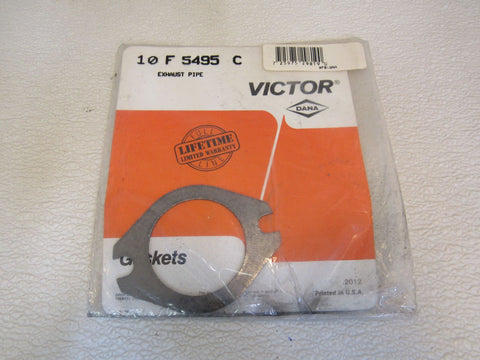 10 F 5495 C
EXHAUST PIPE
VICTOR®
DANA
LIFETIME
LIMITED WARRANTY
Gaskets
2012
Printed in U.S.A.